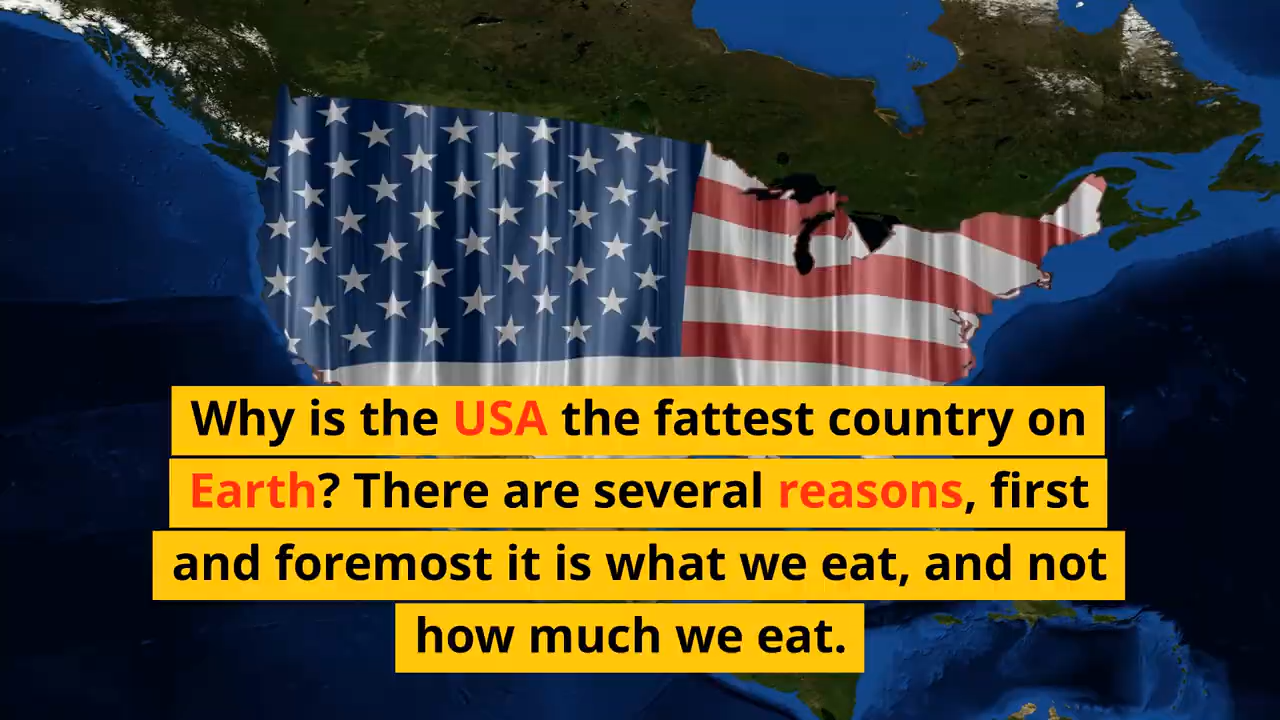 Why is the USA the fattest country on
Earth? There are several reasons, first
and foremost it is what we eat, and not
how much we eat.